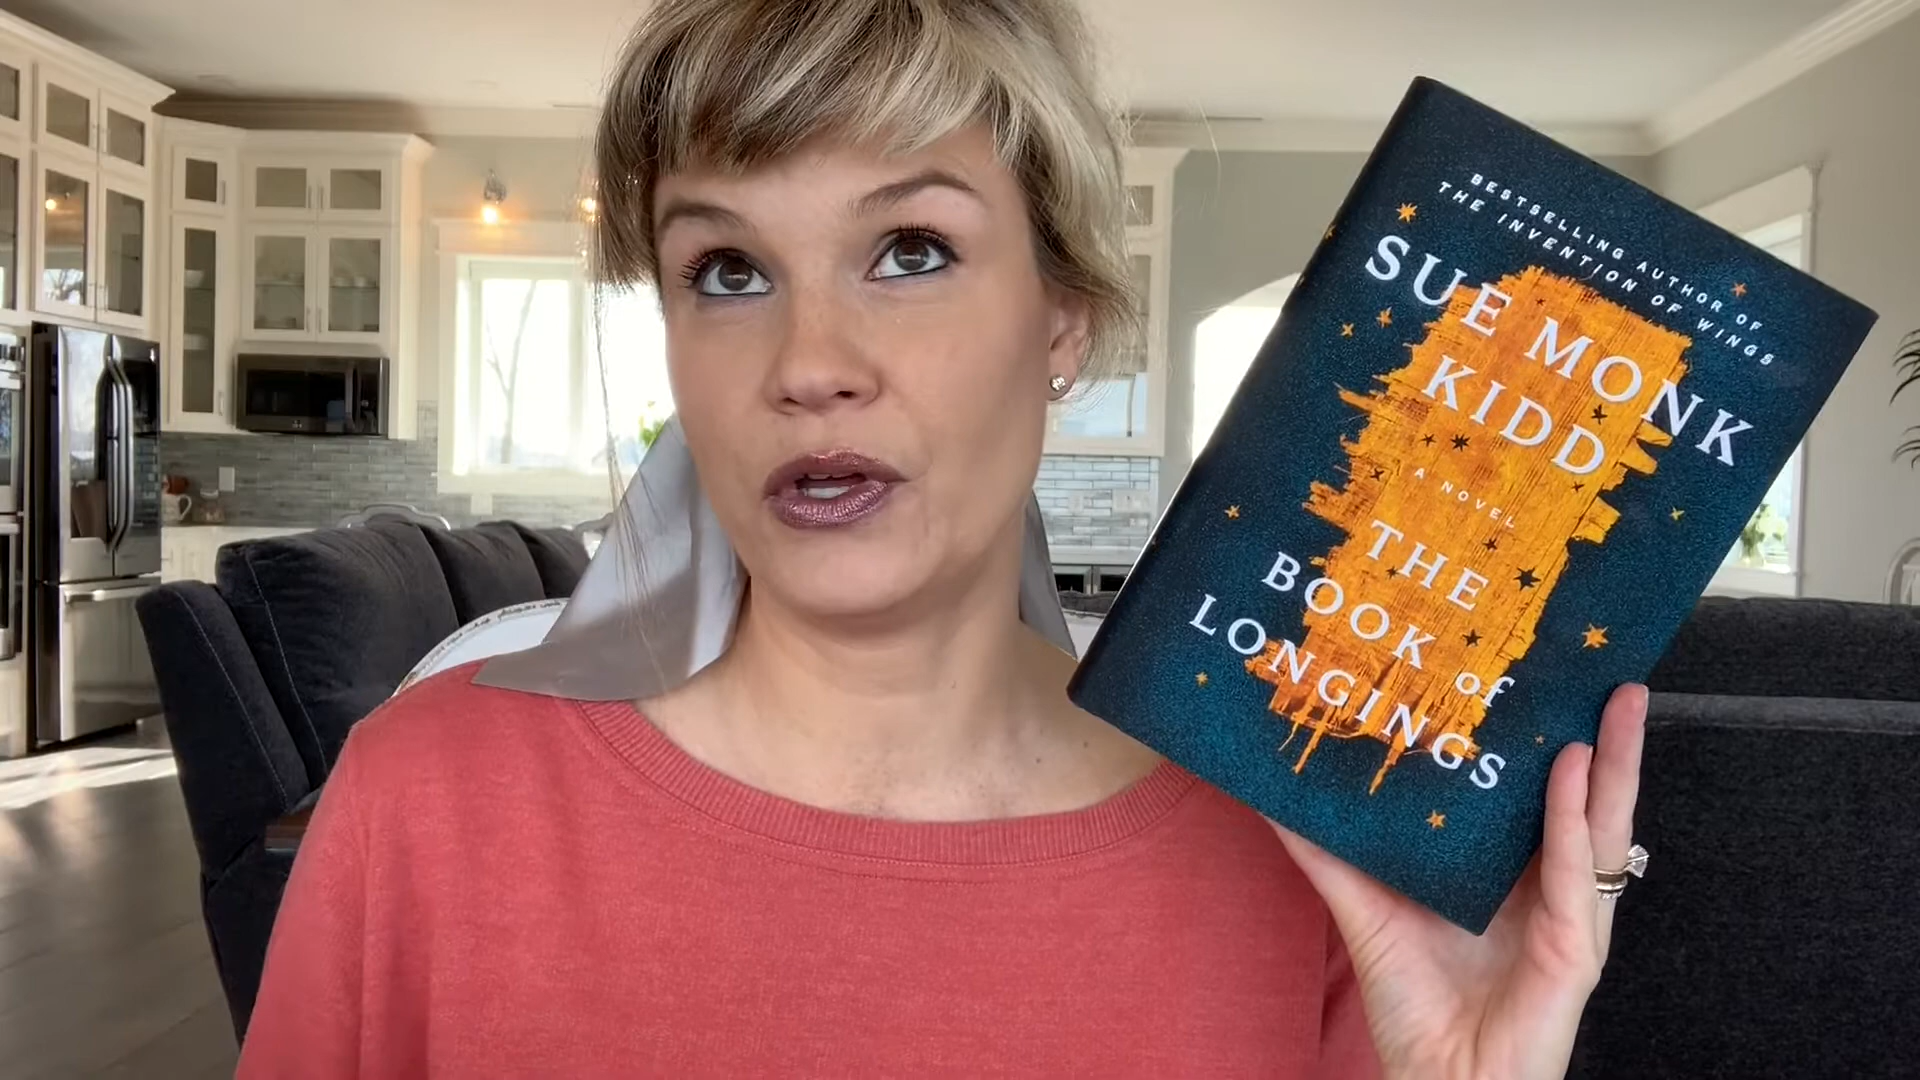 BESTSELLING AUTHOR OF
THE INVENTION OF WINGS
SUE MONK
KIDD
A NOVEL
THE
BOOK of
LONGINGS